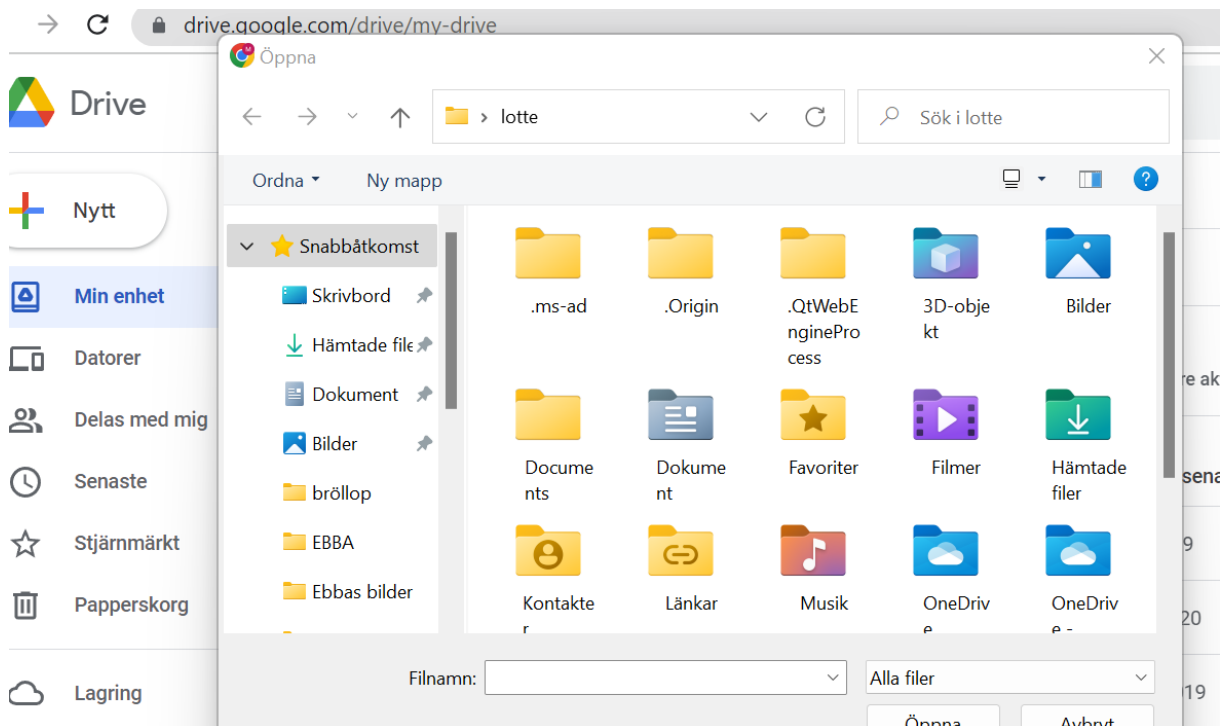 drive.google.com/drive/my-drive
Öppna
Drive
lotte
Sök i lotte
Ordna
Ny mapp
Nytt
Snabbåtkomst
Min enhet
Skrivbord
Datorer
Hämtade file
Delas med mig
Dokument
Senaste
Bilder
bröllop
Stjärnmärkt
EBBA
Papperskorg
Ebbas bilder
Lagring
.ms-ad
.Origin
.QtWebE
nginePro
cess
3D-obje
kt
Bilder
Docume
nts
Dokume
nt
Favoriter
Filmer
Hämtade
filer
Kontakte
r
Länkar
Musik
OneDriv
e
OneDriv
e -
re ak
sena
9
20
19
Filnamn:
Alla filer
Öppna
Avbryt